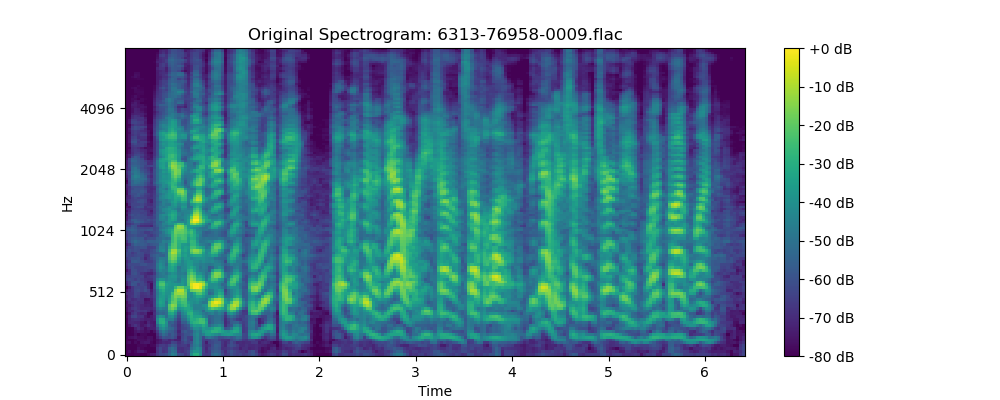 Original Spectrogram: 6313-76958-0009.flac
Hz
4096
2048
1024
512
0
0 1 2 3 4 5 6
Time
+0 dB
-10 dB
-20 dB
-30 dB
-40 dB
-50 dB
-60 dB
-70 dB
-80 dB